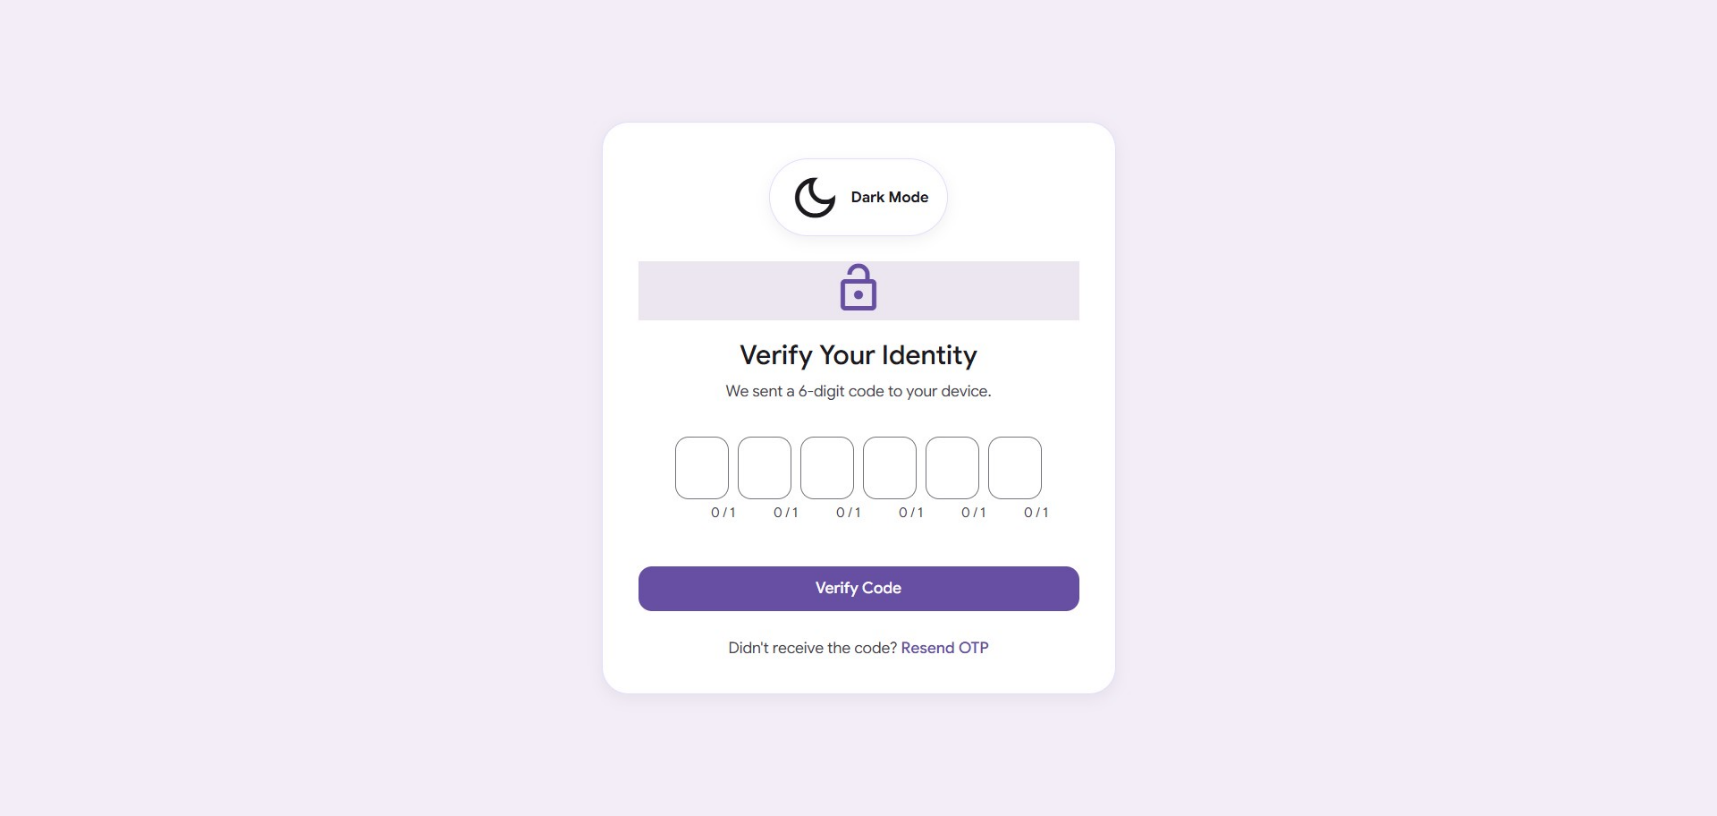 Dark Mode
Verify Your Identity
We sent a 6-digit code to your device.
0 / 1 0 / 1 0 / 1 0 / 1 0 / 1 0 / 1
Verify Code
Didn't receive the code? Resend OTP